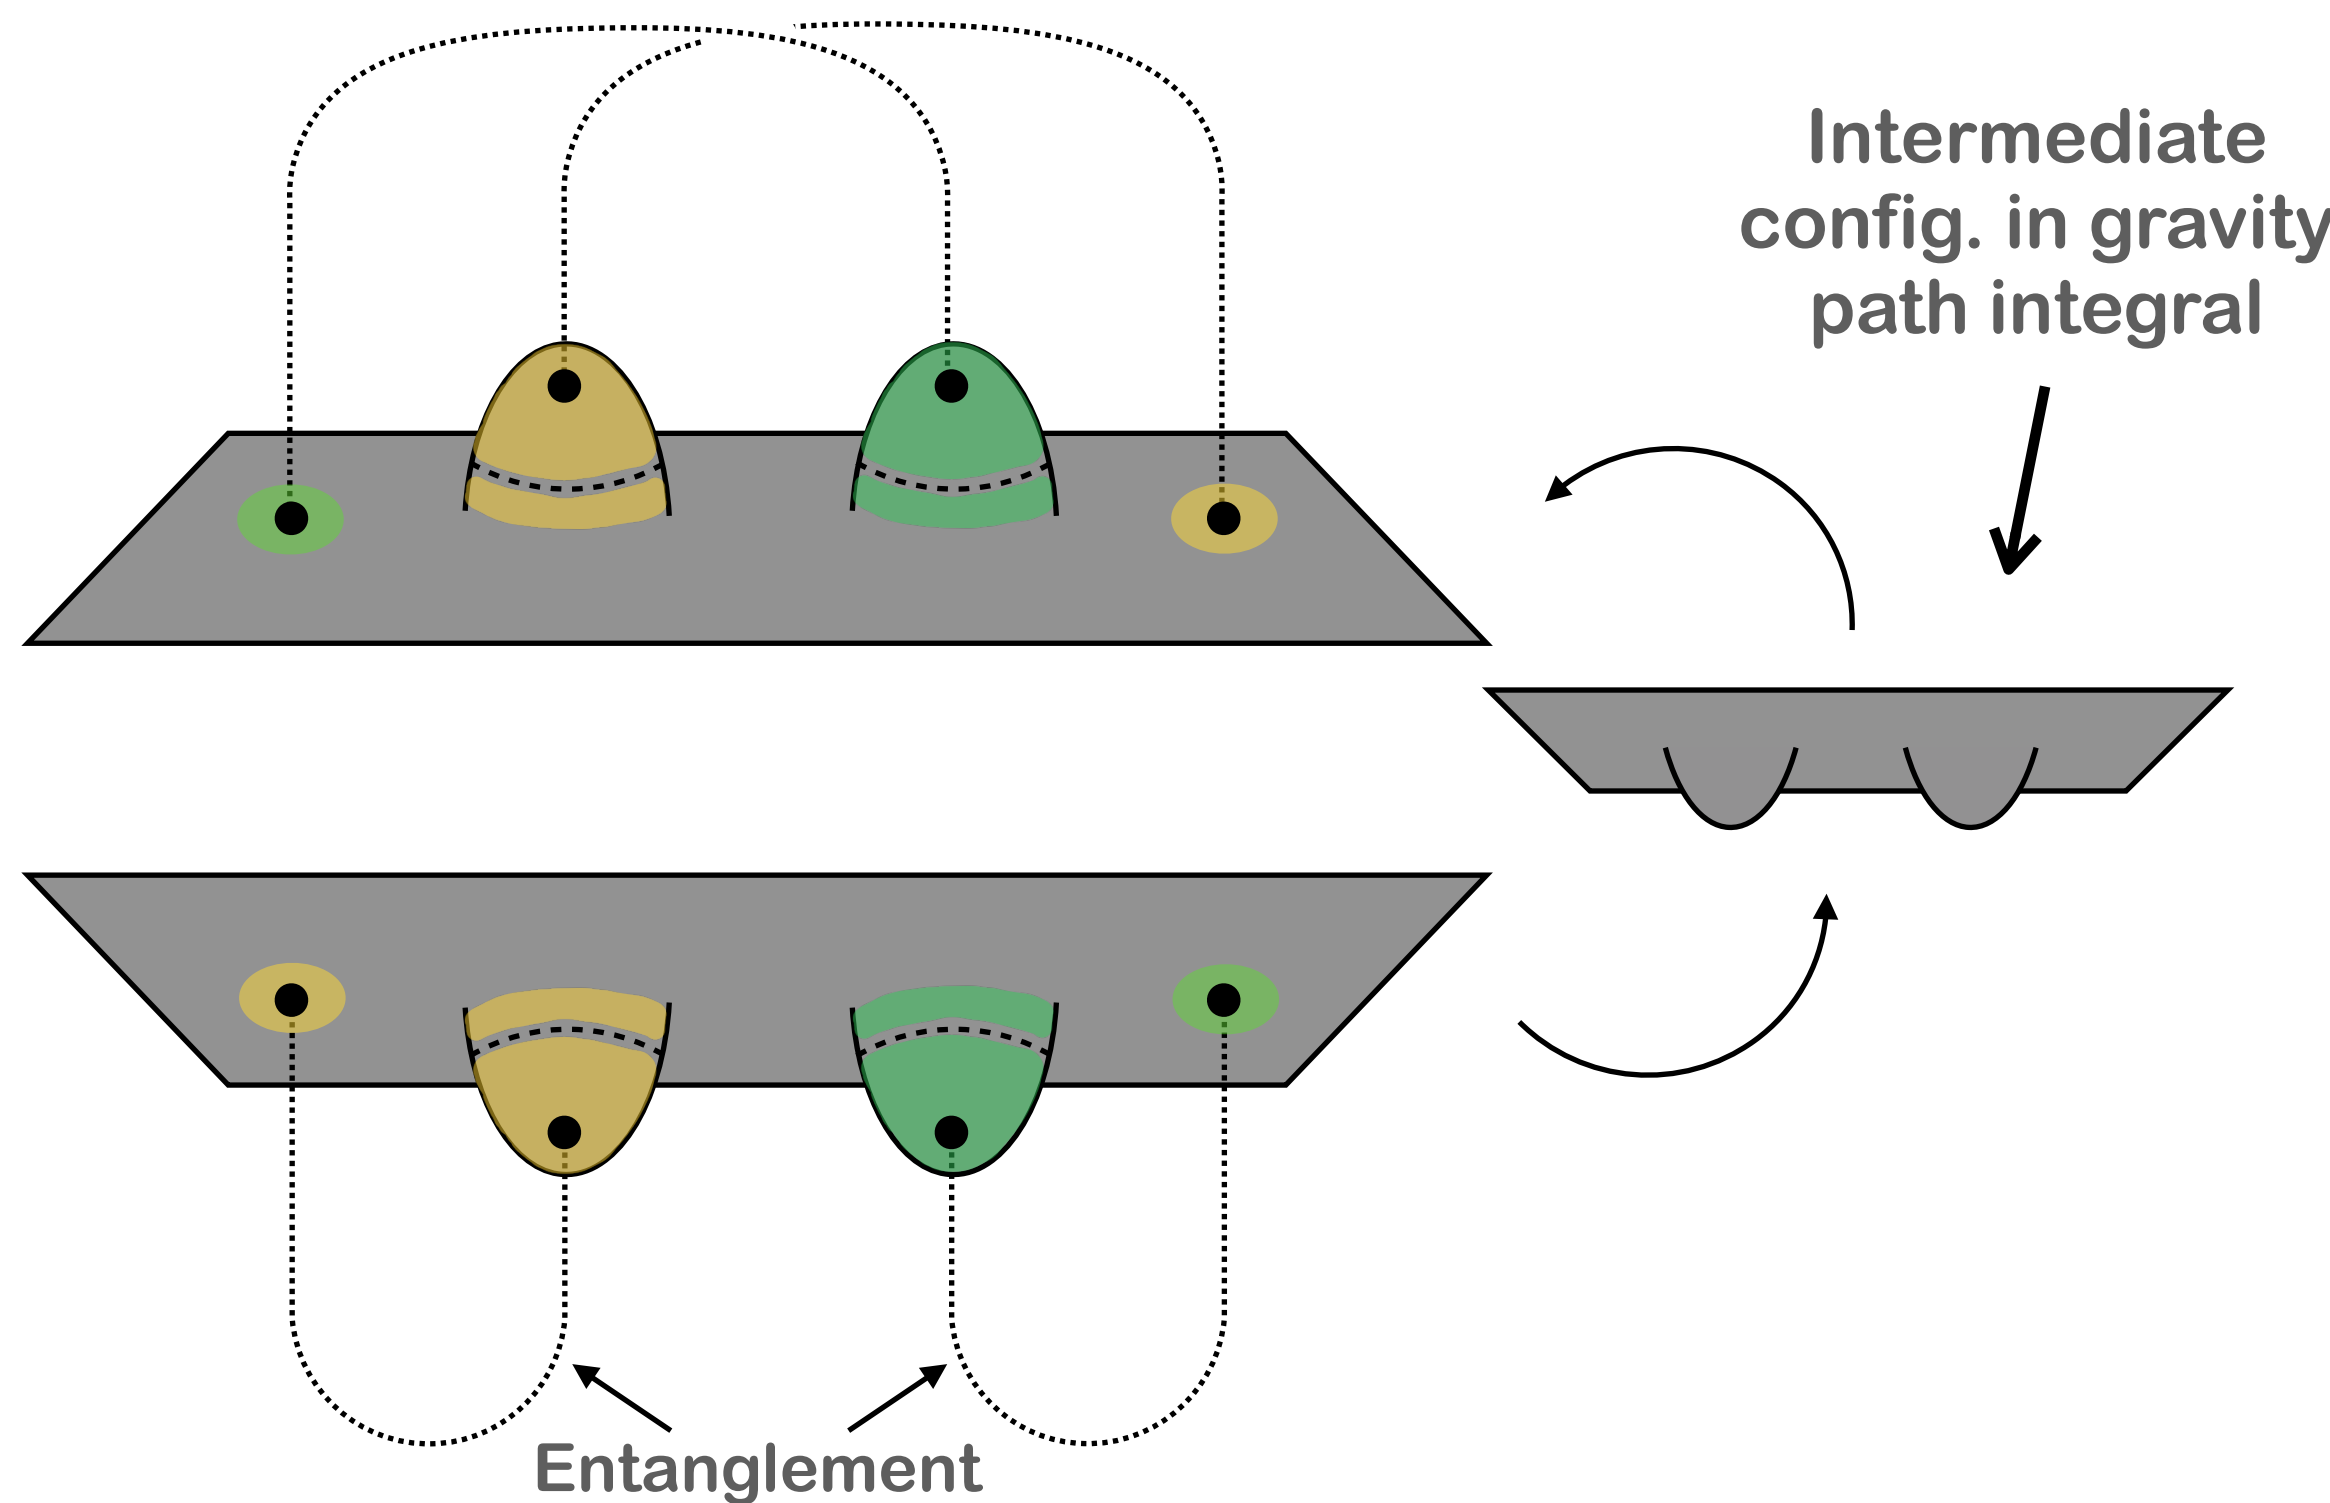 Intermediate
config. in gravity
path integral
Entanglement